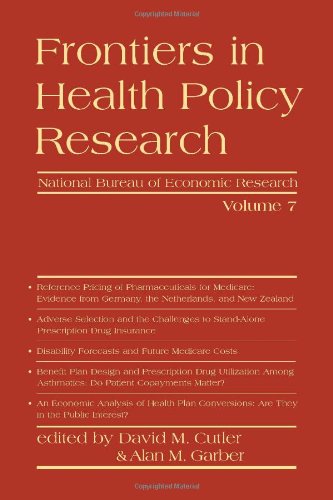 Frontiers in
Health Policy
Research
National Bureau of Economic Research
Volume 7
• Reference Pricing of Pharmaceuticals for Medicare:
Evidence from Germany, the Netherlands, and New Zealand
• Adverse Selection and the Challenges to Stand-Alone
Prescription Drug Insurance
• Disability Forecasts and Future Medicare Costs
• Benefit Plan Design and Prescription Drug Utilization Among
Asthmatics: Do Patient Copayments Matter?
• An Economic Analysis of Health Plan Conversions: Are They
in the Public Interest?
edited by David M. Cutler
& Alan M. Garber